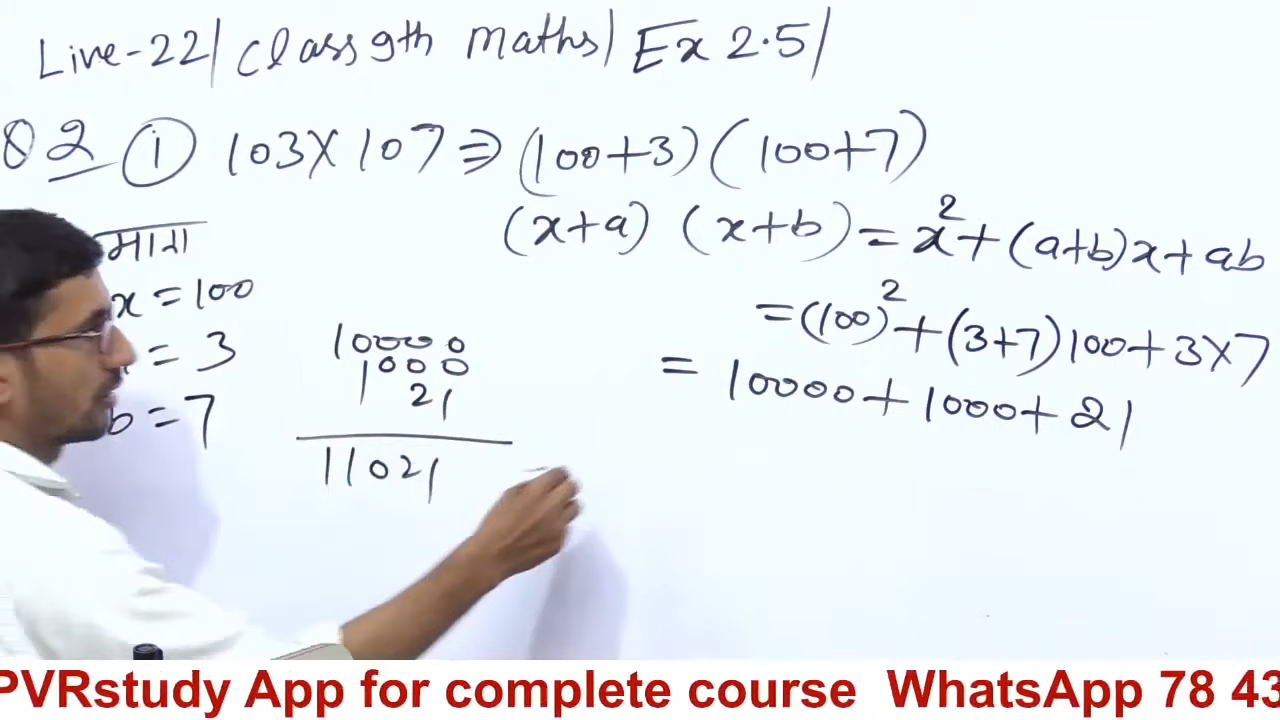 Live-22| Class 9th maths| Ex 2.5|
Q2 ① 103×107 ⇒ (100+3)(100+7)
(x+a) (x+b) = x²+(a+b)x+ab
= (100)²+(3+7)100+3×7
= 10000+1000+21
माना
x = 100
= 3
b = 7
10000
1000
21
11021
PVRstudy App for complete course WhatsApp 78 43